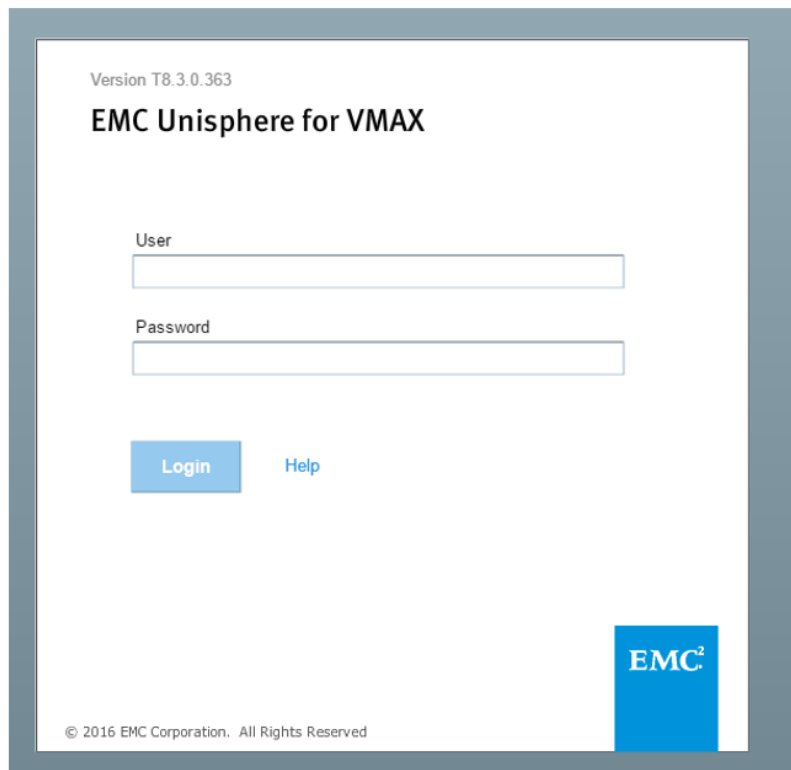 Version T8.3.0.363
EMC Unisphere for VMAX
User
Password
Login Help
EMC²
© 2016 EMC Corporation. All Rights Reserved